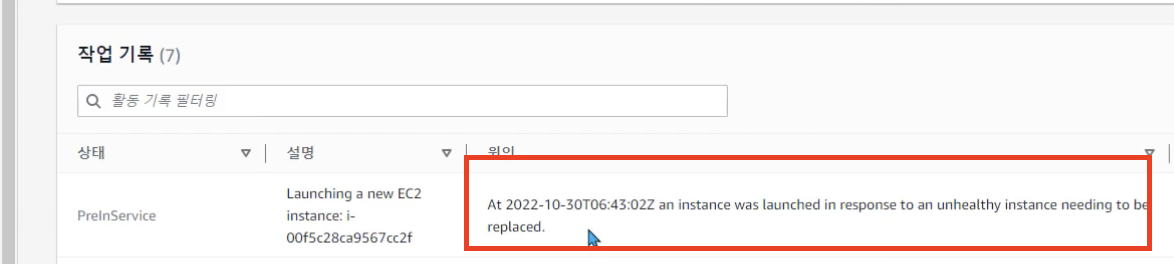 작업 기록 (7)
활동 기록 필터링
상태 설명 원인
Launching a new EC2
PreInService instance: i-
00f5c28ca9567cc2f
At 2022-10-30T06:43:02Z an instance was launched in response to an unhealthy instance needing to be
replaced.